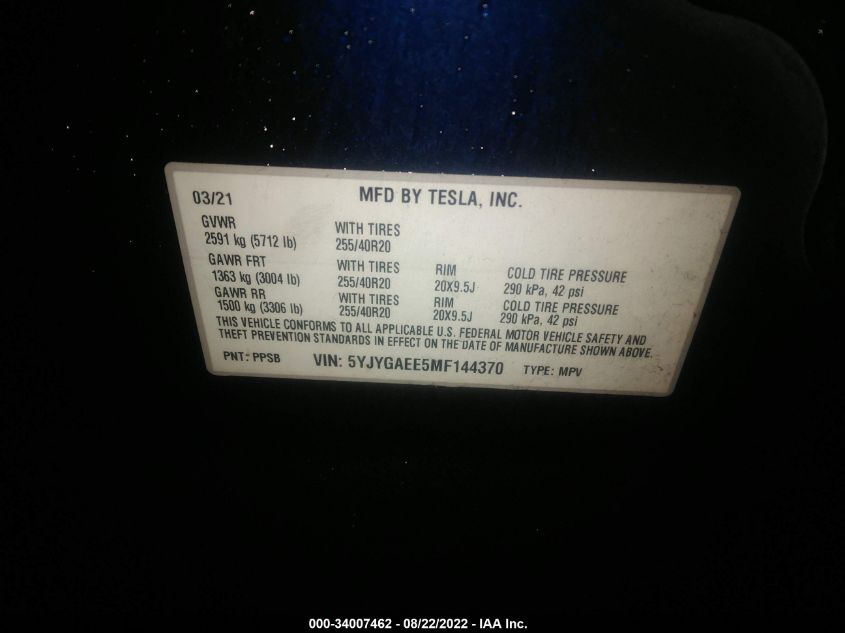 03/21 MFD BY TESLA, INC.
GVWR WITH TIRES
2591 kg (5712 lb) 255/40R20
GAWR FRT WITH TIRES RIM COLD TIRE PRESSURE
1363 kg (3004 lb) 255/40R20 20X9.5J 290 kPa, 42 psi
GAWR RR WITH TIRES RIM COLD TIRE PRESSURE
1500 kg (3306 lb) 255/40R20 20X9.5J 290 kPa, 42 psi
THIS VEHICLE CONFORMS TO ALL APPLICABLE U.S. FEDERAL MOTOR VEHICLE SAFETY AND
THEFT PREVENTION STANDARDS IN EFFECT ON THE DATE OF MANUFACTURE SHOWN ABOVE.
PNT: PPSB VIN: 5YJYGAEE5MF144370 TYPE: MPV
000-34007462 - 08/22/2022 - IAA Inc.